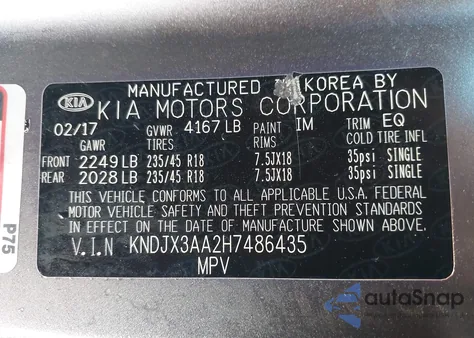 MANUFACTURED KOREA BY
KIA KIA MOTORS CORPORATION
02/17 GVWR 4167 LB PAINT IM TRIM EQ
GAWR TIRES RIMS COLD TIRE INFL
FRONT 2249 LB 235/45 R18 7.5JX18 35psi SINGLE
REAR 2028 LB 235/45 R18 7.5JX18 35psi SINGLE
THIS VEHICLE CONFORMS TO ALL APPLICABLE U.S.A. FEDERAL
MOTOR VEHICLE SAFETY AND THEFT PREVENTION STANDARDS
IN EFFECT ON THE DATE OF MANUFACTURE SHOWN ABOVE.
V.I.N KNDJX3AA2H7486435
MPV
P75
autoSnap